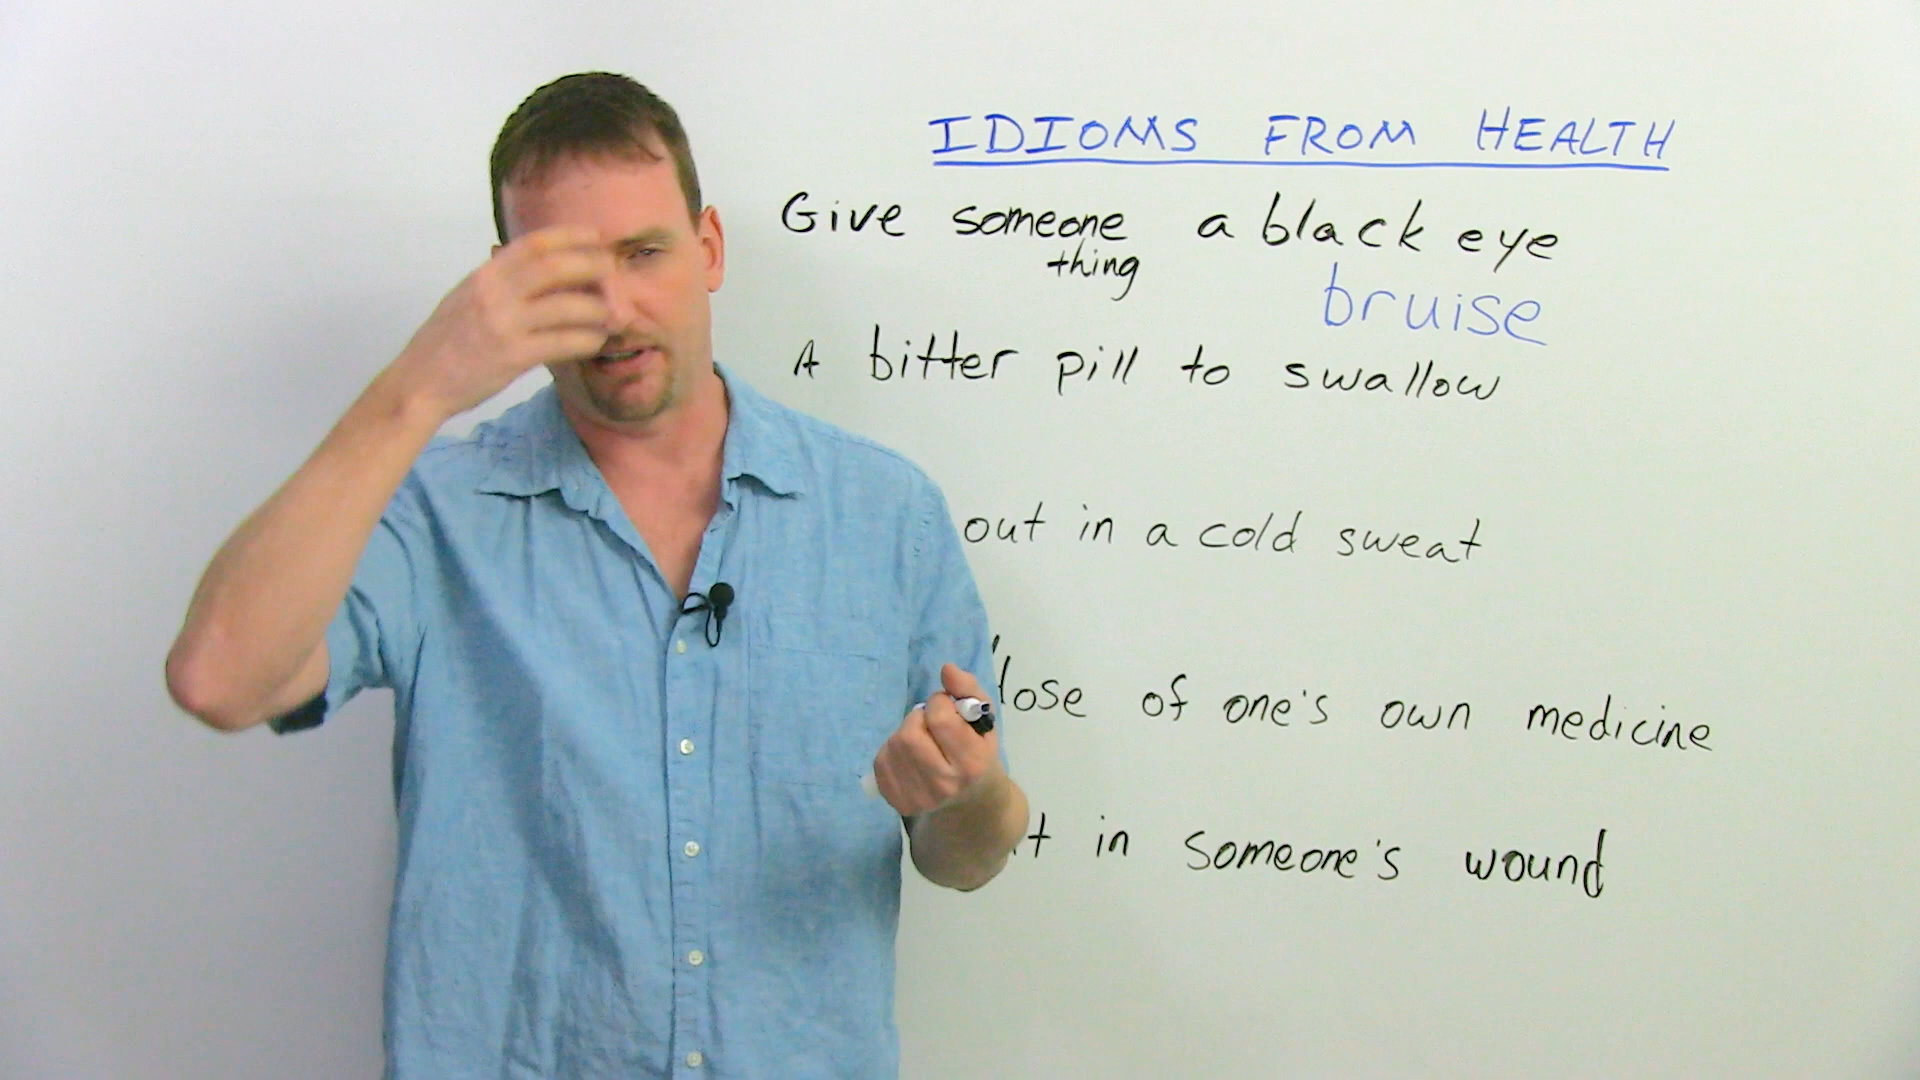 IDIOMS FROM HEALTH
Give someone a black eye
thing
bruise
A bitter pill to swallow
out in a cold sweat
of one's own medicine
in someone's wound